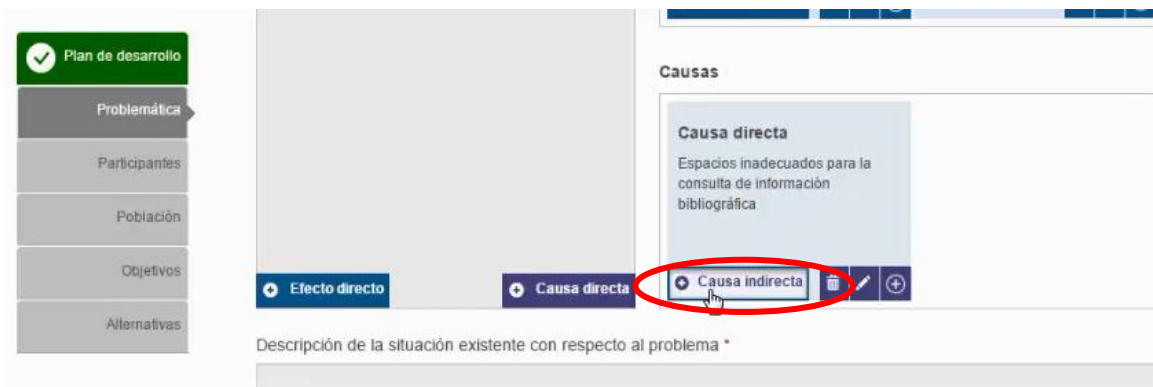 Plan de desarrollo
Problemática
Participantes
Población
Objetivos
Alternativas
Efecto directo
Causa directa
Causas
Causa directa
Espacios inadecuados para la
consulta de información
bibliográfica
Causa indirecta
Descripción de la situación existente con respecto al problema *